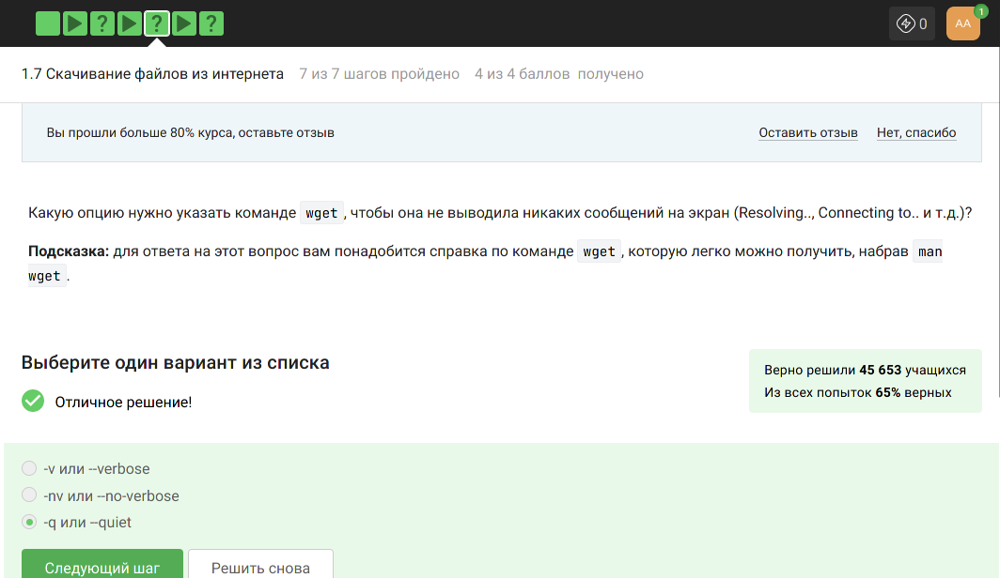 ? ? ?
0
AA
1
1.7 Скачивание файлов из интернета 7 из 7 шагов пройдено 4 из 4 баллов получено
Вы прошли больше 80% курса, оставьте отзыв Оставить отзыв Нет, спасибо
Какую опцию нужно указать команде wget, чтобы она не выводила никаких сообщений на экран (Resolving.., Connecting to.. и т.д.)?
Подсказка: для ответа на этот вопрос вам понадобится справка по команде wget, которую легко можно получить, набрав man
wget.
Выберите один вариант из списка
Отличное решение!
Верно решили 45 653 учащихся
Из всех попыток 65% верных
-v или --verbose
-nv или --no-verbose
-q или --quiet
Следующий шаг Решить снова